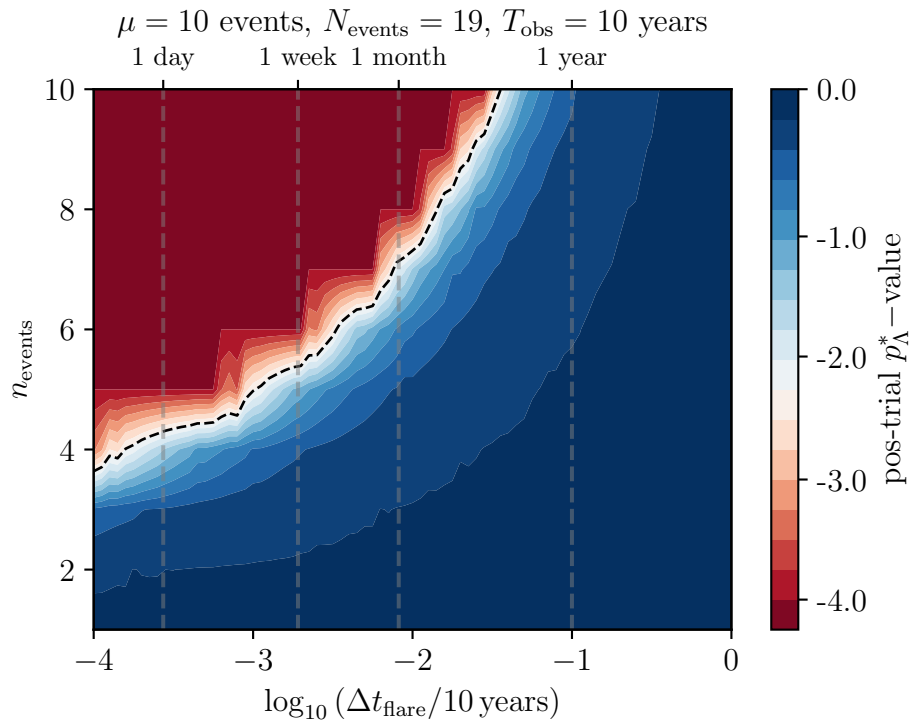 μ = 10 events, N_events = 19, T_obs = 10 years
1 day 1 week 1 month 1 year
10
8
6
4
2
n_events
−4 −3 −2 −1 0
log_10 (Δt_flare/10 years)
0.0
-1.0
-2.0
-3.0
-4.0
pos-trial p*_Λ−value